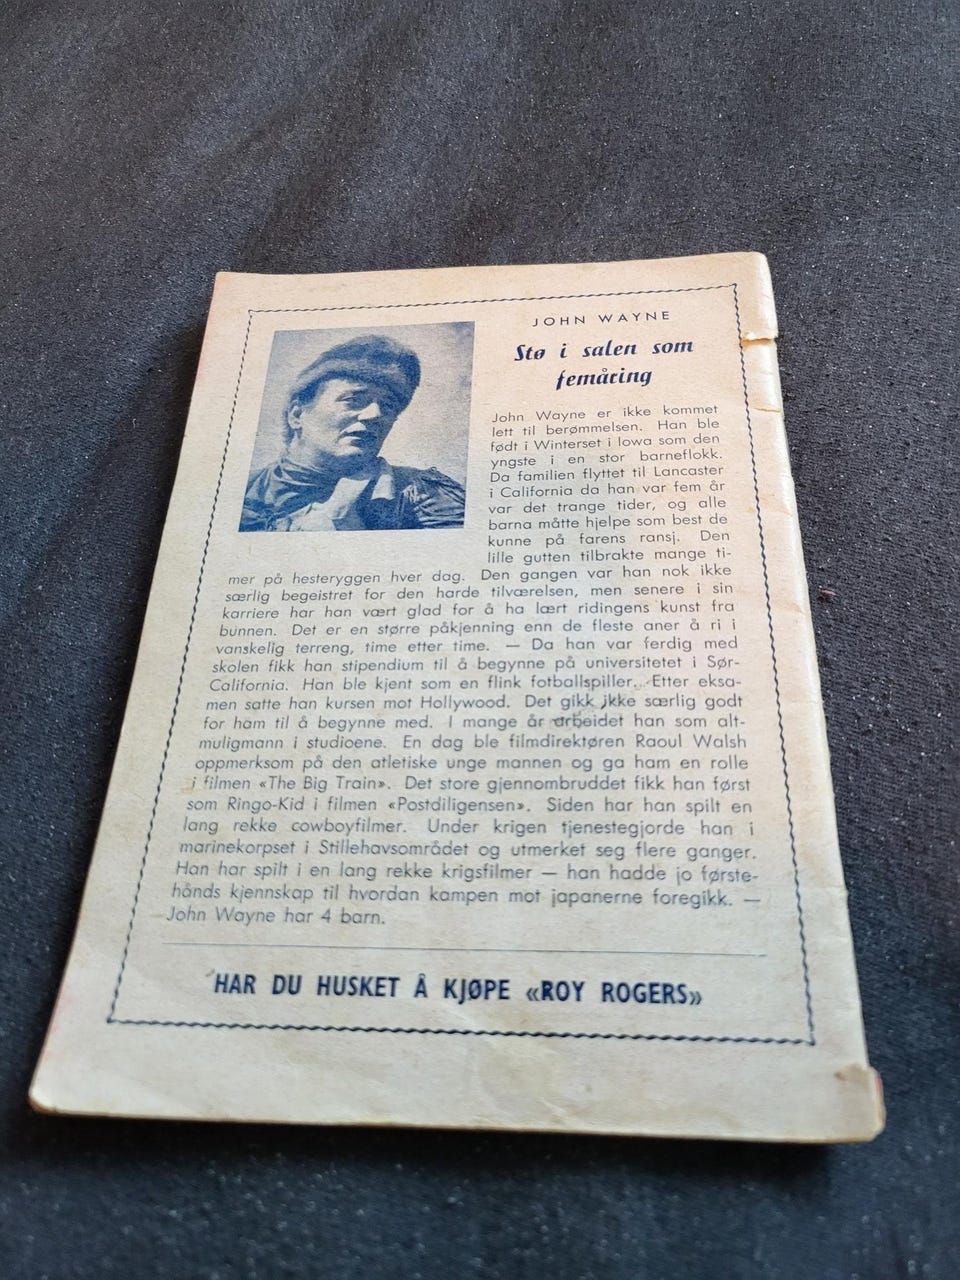 JOHN WAYNE
Stø i salen som
femåring
John Wayne er ikke kommet
lett til berømmelsen. Han ble
født i Winterset i Iowa som den
yngste i en stor barneflokk.
Da familien flyttet til Lancaster
i California da han var fem år
var det trange tider, og alle
barna måtte hjelpe som best de
kunne på farens ransj. Den
lille gutten tilbrakte mange ti-
mer på hesteryggen hver dag. Den gangen var han nok ikke
særlig begeistret for den harde tilværelsen, men senere i sin
karriere har han vært glad for å ha lært ridingens kunst fra
bunnen. Det er en større påkjenning enn de fleste aner å ri i
vanskelig terreng, time etter time. — Da han var ferdig med
skolen fikk han stipendium til å begynne på universitetet i Sør-
California. Han ble kjent som en flink fotballspiller. Etter eksa-
men satte han kursen mot Hollywood. Det gikk ikke særlig godt
for ham til å begynne med. I mange år arbeidet han som alt-
muligmann i studioene. En dag ble filmdirektøren Raoul Walsh
oppmerksom på den atletiske unge mannen og ga ham en rolle
i filmen «The Big Train». Det store gjennombruddet fikk han først
som Ringo-Kid i filmen «Postdiligensen». Siden har han spilt en
lang rekke cowboyfilmer. Under krigen tjenestegjorde han i
marinekorpset i Stillehavsområdet og utmerket seg flere ganger.
Han har spilt i en lang rekke krigsfilmer — han hadde jo første-
hånds kjennskap til hvordan kampen mot japanerne foregikk. —
John Wayne har 4 barn.
HAR DU HUSKET Å KJØPE «ROY ROGERS»